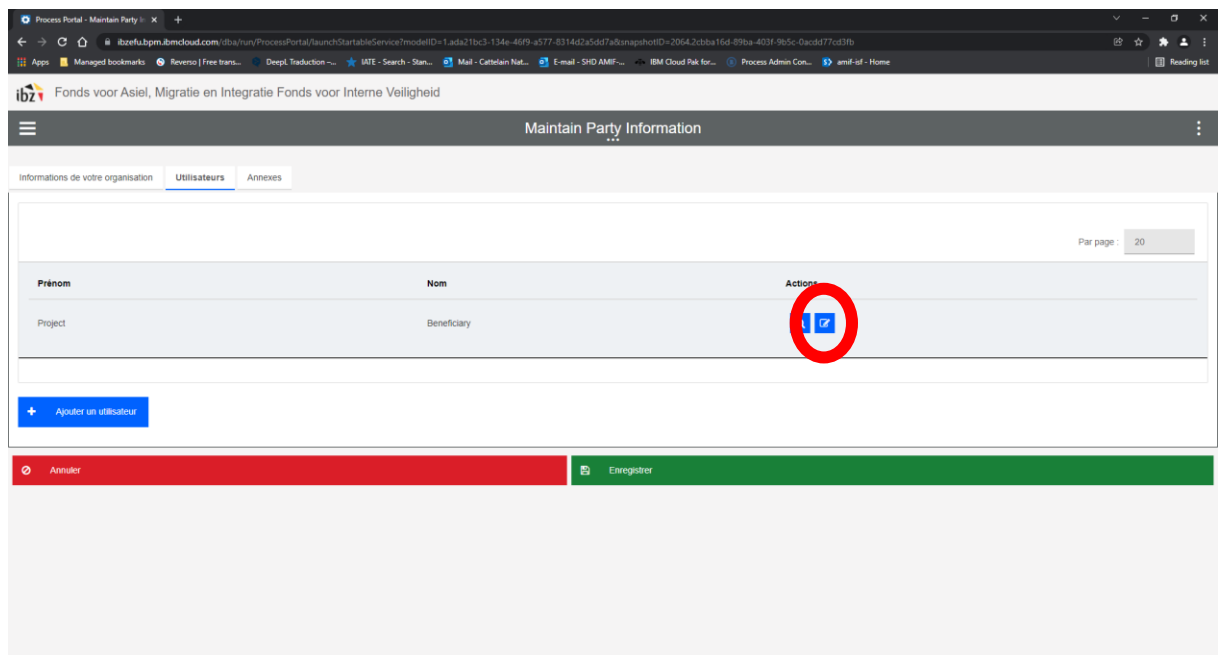 Process Portal - Maintain Party In
ibzefu.bpm.ibmcloud.com/dba/run/ProcessPortal/launchStartableService?modelID=1.ada21bc3-134e-46f9-a577-8314d2a5dd7a&snapshotID=2064.2cbba16d-89ba-403f-9b5c-0acdd77cd3fb
Apps Managed bookmarks Reverso | Free trans... DeepL Traduction –... IATE - Search - Stan... Mail - Cattelain Nat... E-mail - SHD AMIF-... IBM Cloud Pak for... Process Admin Con... amif-isf - Home Reading list
ibz Fonds voor Asiel, Migratie en Integratie Fonds voor Interne Veiligheid
Maintain Party Information
Informations de votre organisation Utilisateurs Annexes
Par page : 20
Prénom Nom Actions
Project Beneficiary
+ Ajouter un utilisateur
Annuler Enregistrer